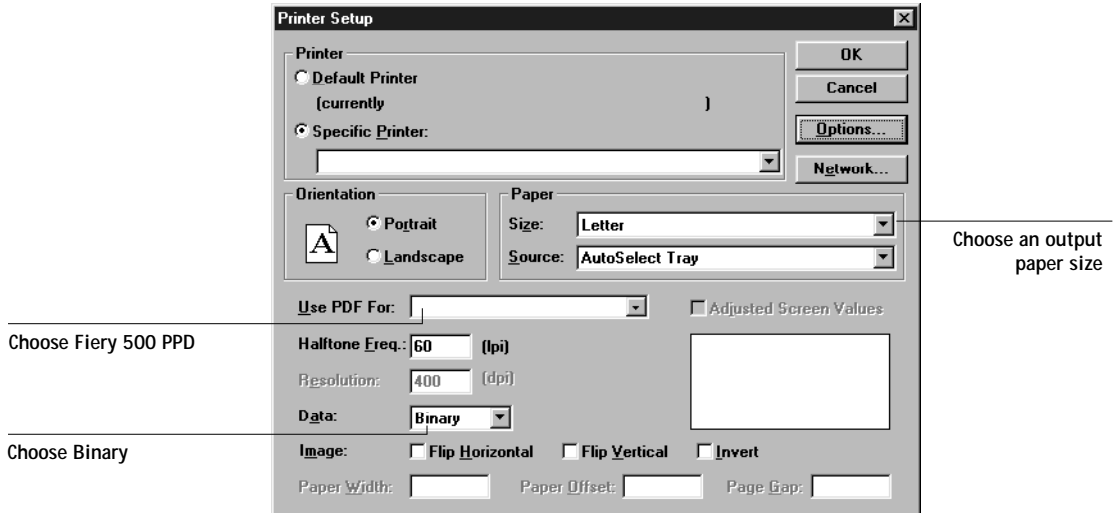 Printer Setup
Printer
Default Printer
(currently )
Specific Printer:
OK
Cancel
Options...
Network...
Orientation
Portrait
Landscape
A
Paper
Size: Letter
Source: AutoSelect Tray
Choose an output
paper size
Use PDF For:
Adjusted Screen Values
Choose Fiery 500 PPD
Halftone Freq.: 60 (lpi)
Resolution: 400 (dpi)
Data: Binary
Choose Binary
Image: Flip Horizontal Flip Vertical Invert
Paper Width: Paper Offset: Page Gap: